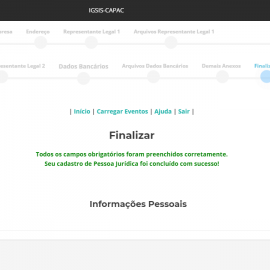 IGSIS-CAPAC
Endereço Representante Legal 1 Arquivos Representante Legal 1
Legal 2 Dados Bancários Arquivos Dados Bancários Demais Anexos
| Início | Carregar Eventos | Ajuda | Sair |
Finalizar
Todos os campos obrigatórios foram preenchidos corretamente.
Seu cadastro de Pessoa Jurídica foi concluído com sucesso!
Informações Pessoais